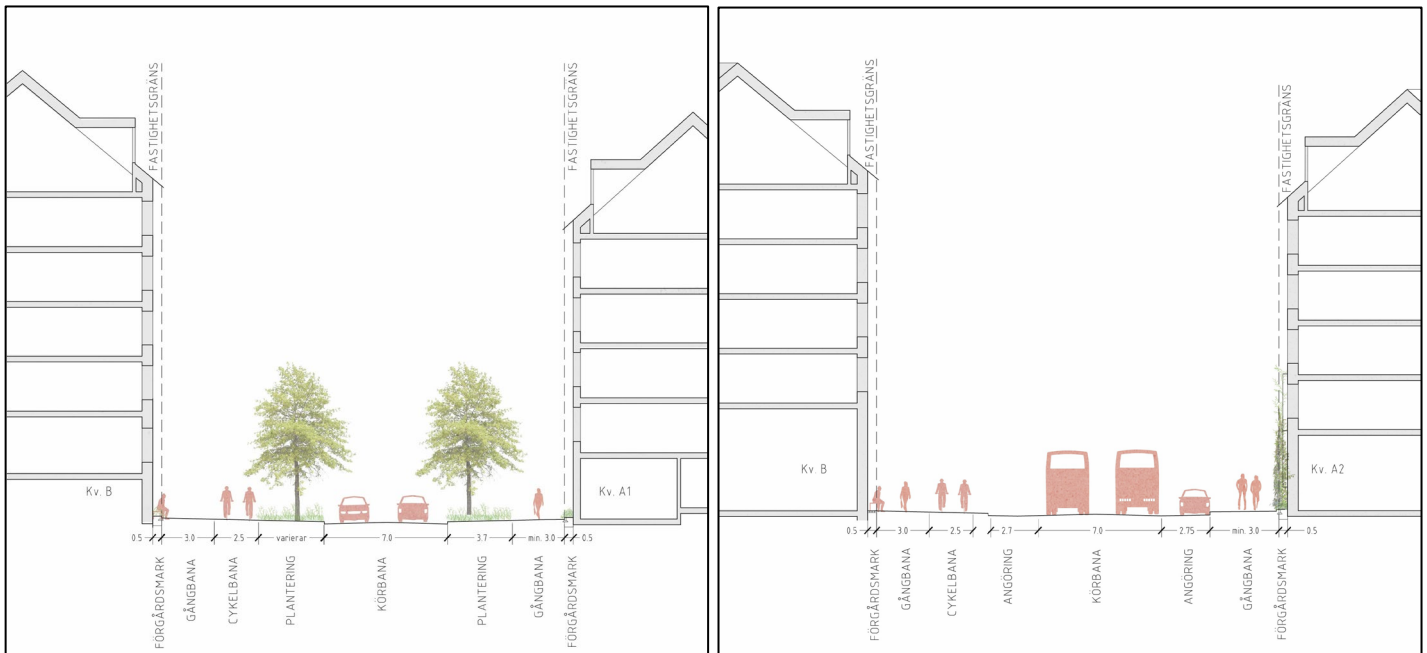 FASTIGHETSGRÄNS
FASTIGHETSGRÄNS
Kv. B
Kv. A1
0.5
3.0
2.5
varierar
7.0
3.7
min. 3.0
0.5
FÖRGÅRDSMARK
GÅNGBANA
CYKELBANA
PLANTERING
KÖRBANA
PLANTERING
GÅNGBANA
FÖRGÅRDSMARK
FASTIGHETSGRÄNS
FASTIGHETSGRÄNS
Kv. B
Kv. A2
0.5
3.0
2.5
2.7
7.0
2.75
min. 3.0
0.5
FÖRGÅRDSMARK
GÅNGBANA
CYKELBANA
ANGÖRING
KÖRBANA
ANGÖRING
GÅNGBANA
FÖRGÅRDSMARK